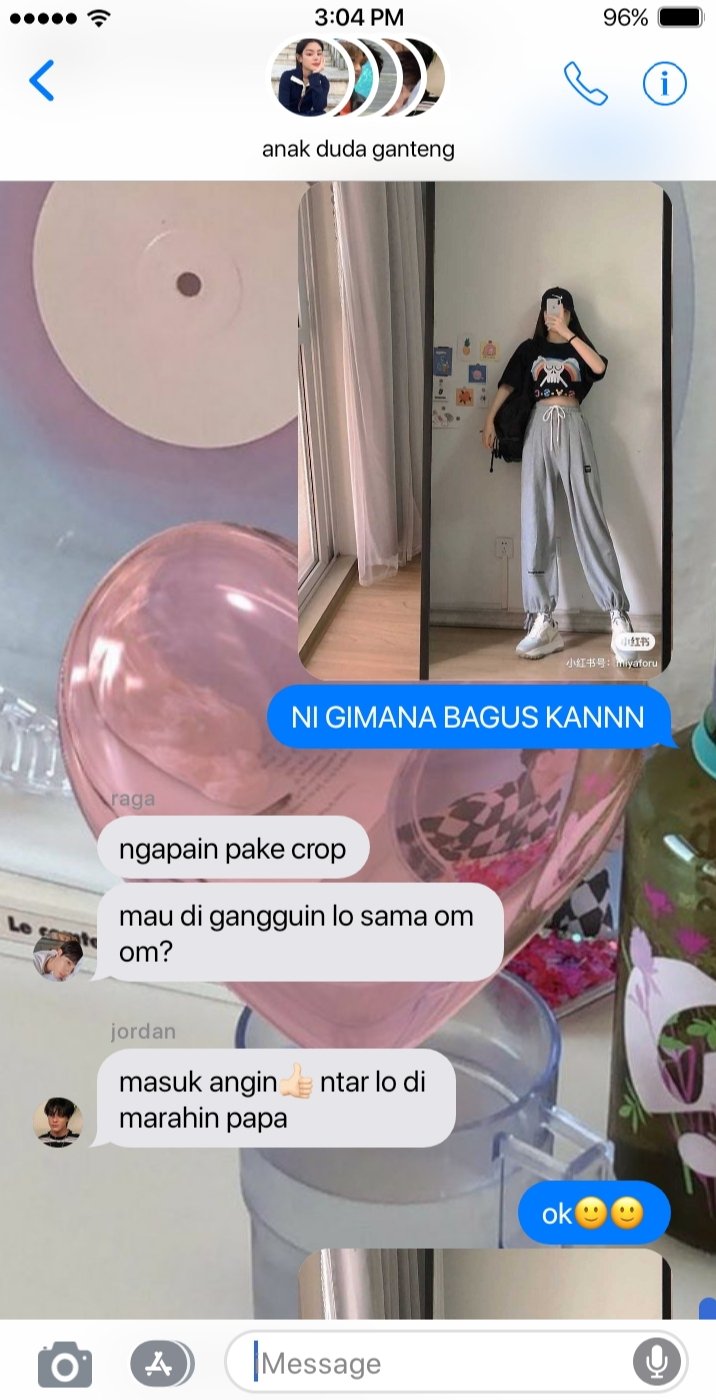 3:04 PM
96%
anak duda ganteng
小红书
小红书号: miyaforu
NI GIMANA BAGUS KANNN
raga
ngapain pake crop
mau di gangguin lo sama om
om?
jordan
masuk angin👍🏻 ntar lo di
marahin papa
ok🙂🙂
Message